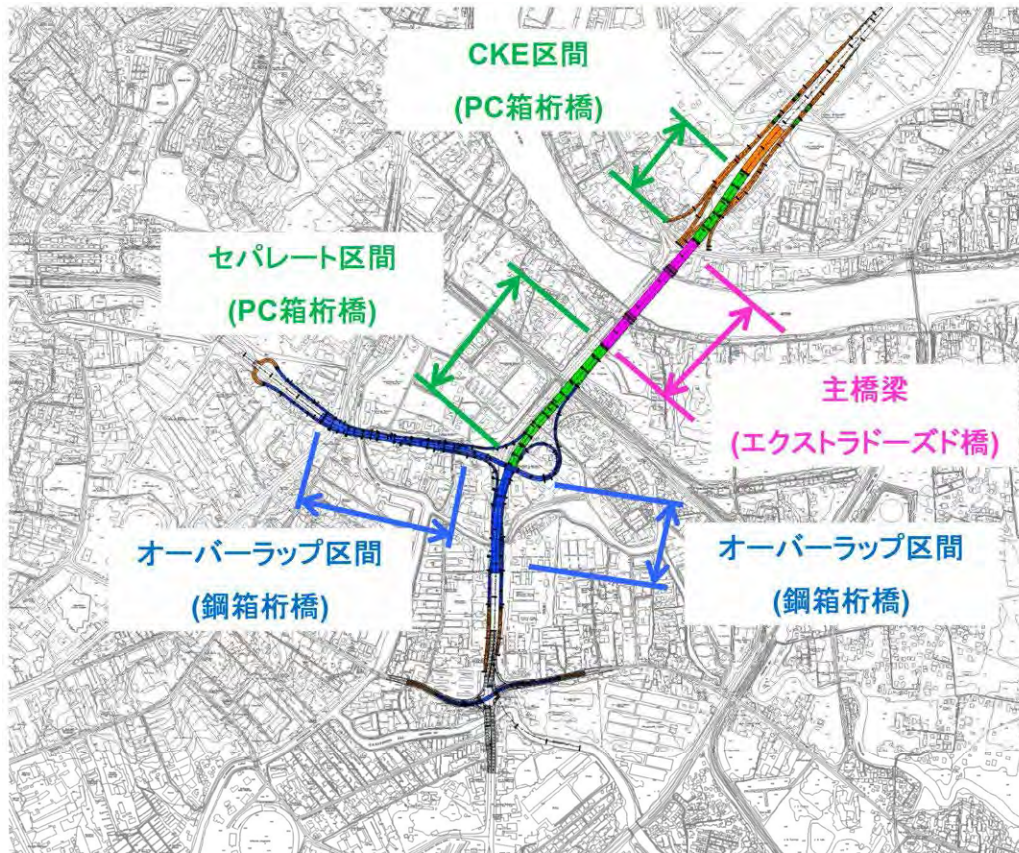 CKE区間
(PC箱桁橋)
セパレート区間
(PC箱桁橋)
主橋梁
(エクストラドーズド橋)
オーバーラップ区間
(鋼箱桁橋)
オーバーラップ区間
(鋼箱桁橋)